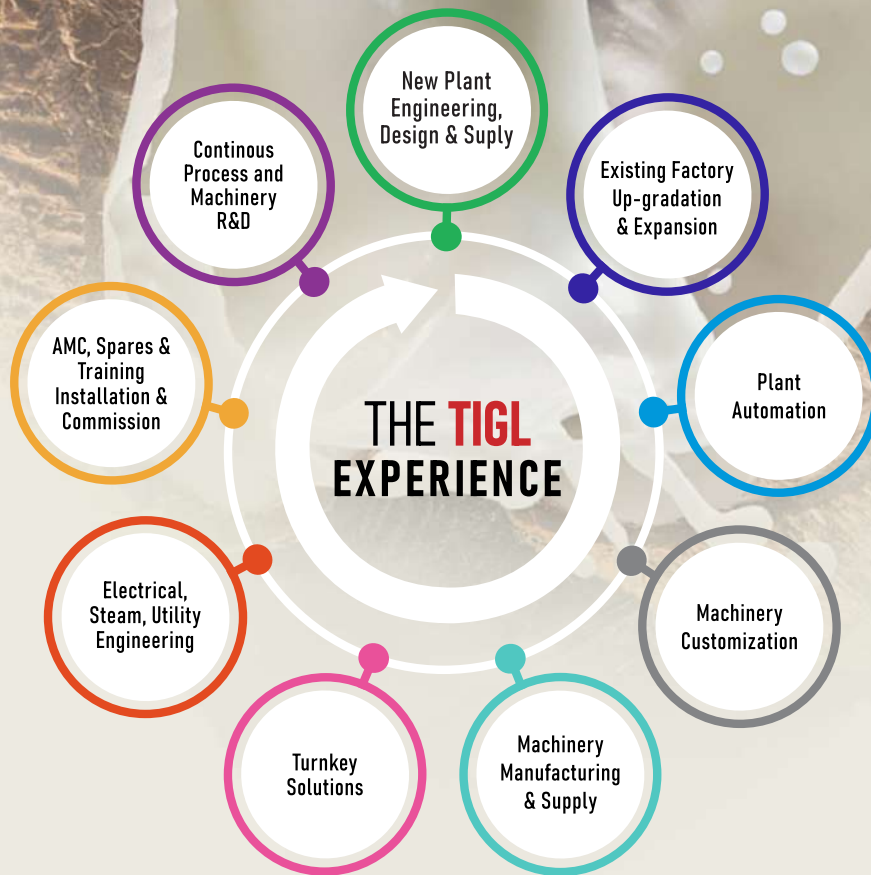 THE TIGL
EXPERIENCE
New Plant
Engineering,
Design & Suply
Existing Factory
Up-gradation
& Expansion
Plant
Automation
Machinery
Customization
Machinery
Manufacturing
& Supply
Turnkey
Solutions
Electrical,
Steam, Utility
Engineering
AMC, Spares &
Training
Installation &
Commission
Continous
Process and
Machinery
R&D